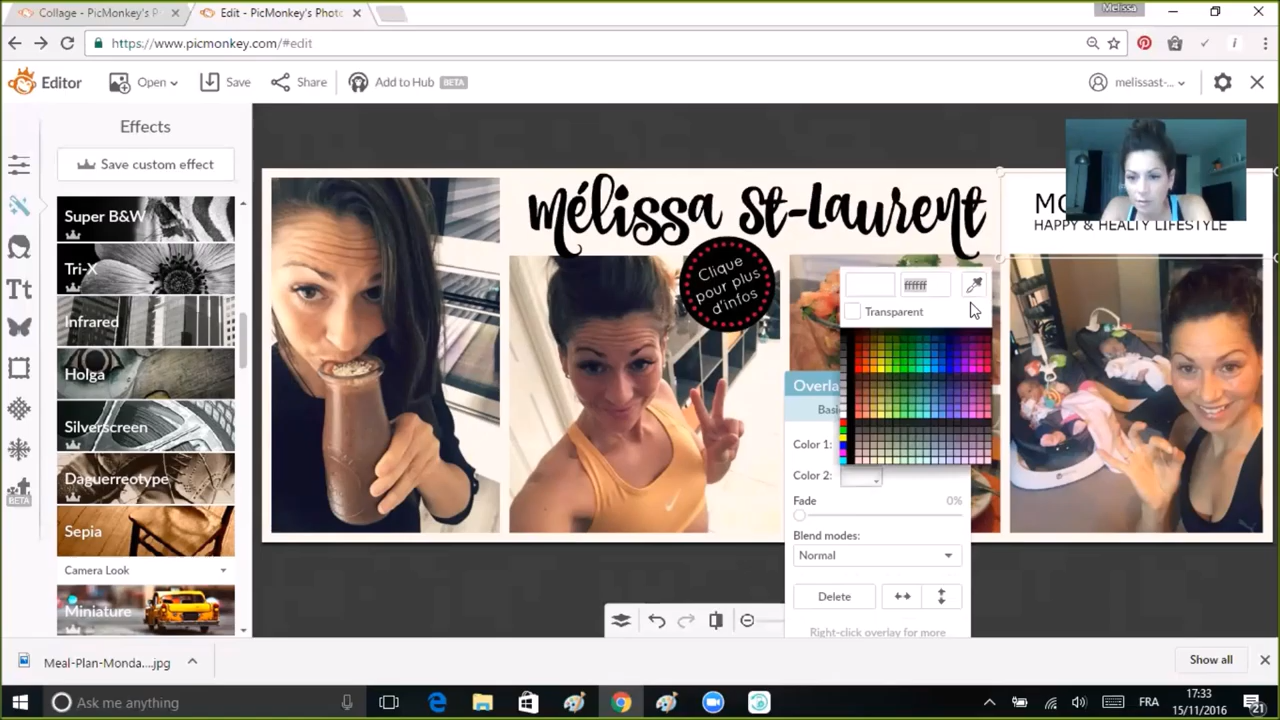 Collage - PicMonkey's P
Edit - PicMonkey's Photo
Melissa
https://www.picmonkey.com/#edit
Editor
Open
Save
Share
Add to Hub BETA
melissast-...
Effects
Save custom effect
Super B&W
Tri-X
Infrared
Holga
Silverscreen
Daguerreotype
Sepia
Camera Look
Miniature
BETA
mélissa St-Laurent
Clique
pour plus
d'infos
HAPPY & HEALTY LIFESTYLE
ffffff
Transparent
Color 1:
Color 2:
Fade 0%
Blend modes:
Normal
Delete
Right-click overlay for more
Meal-Plan-Monda....jpg
Show all
Ask me anything
FRA
17:33
15/11/2016
21